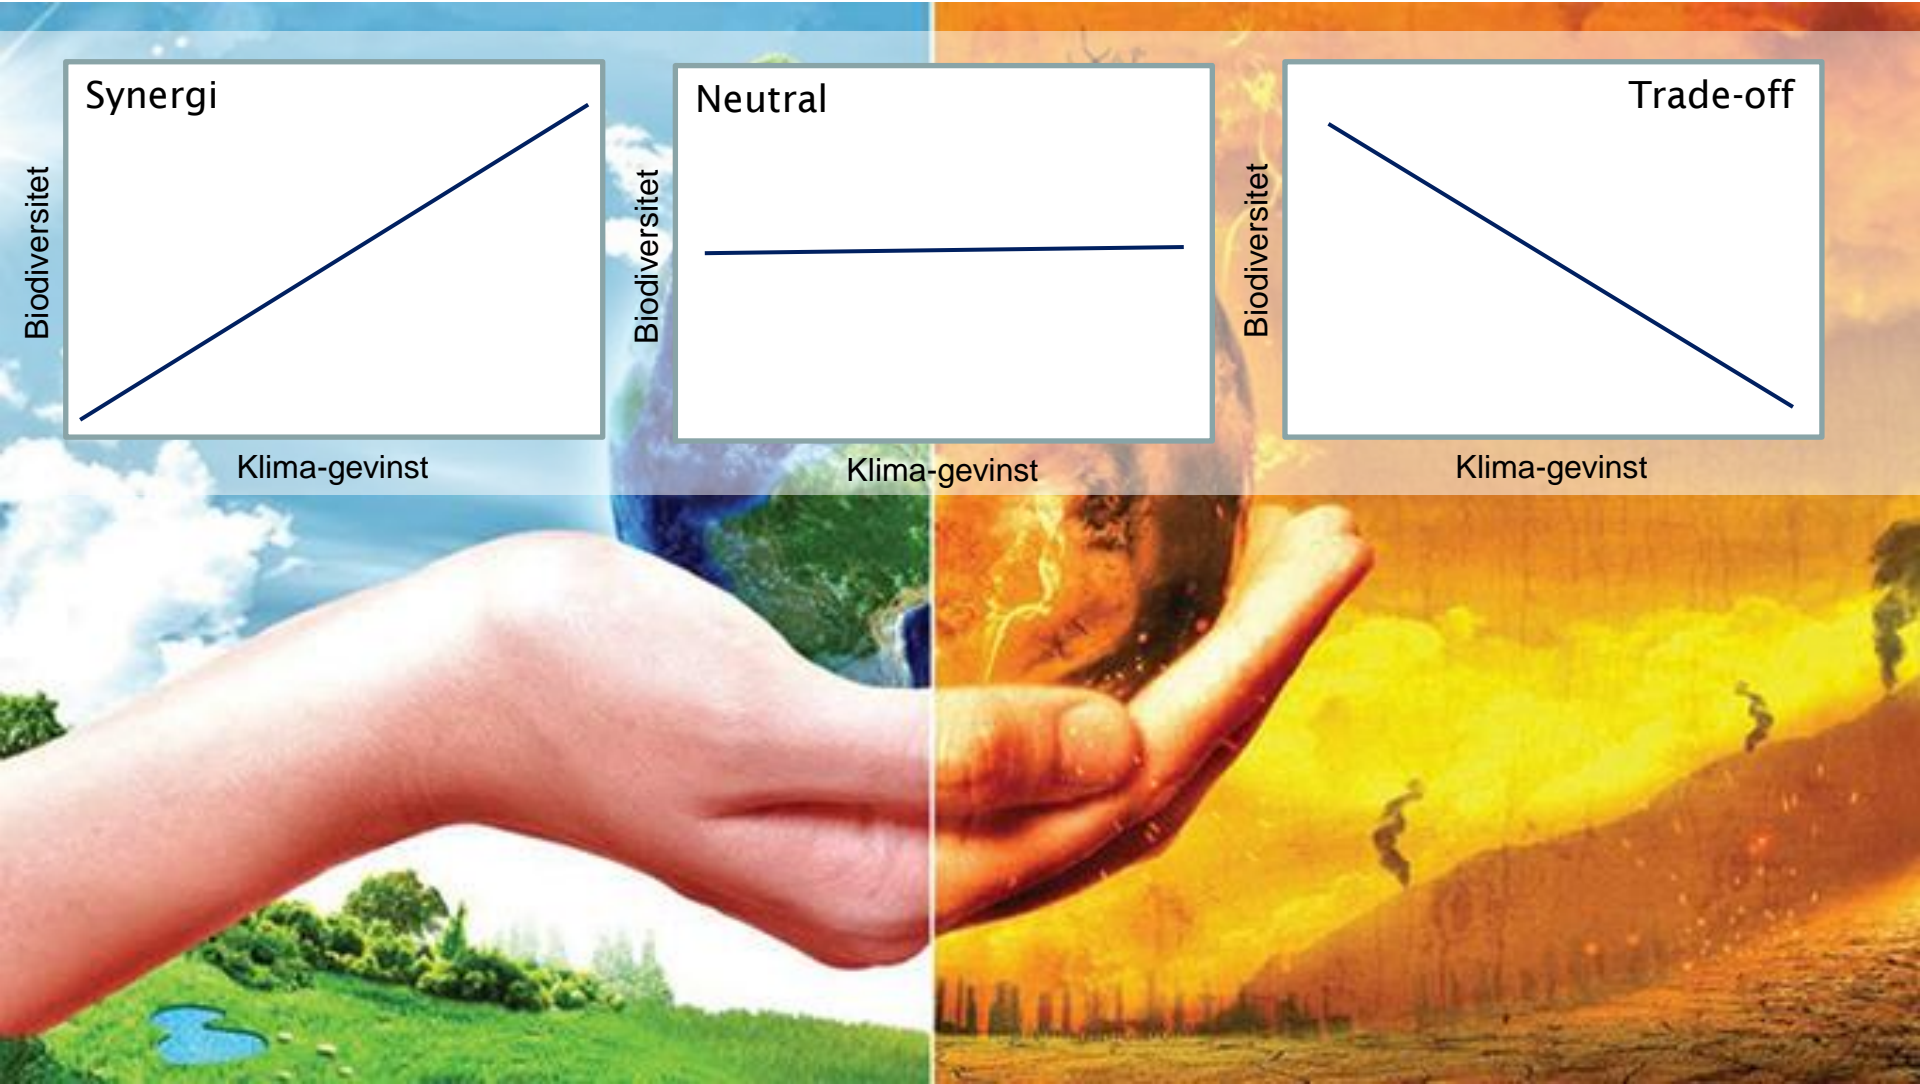 Synergi
Biodiversitet
Klima-gevinst
Neutral
Biodiversitet
Klima-gevinst
Trade-off
Biodiversitet
Klima-gevinst